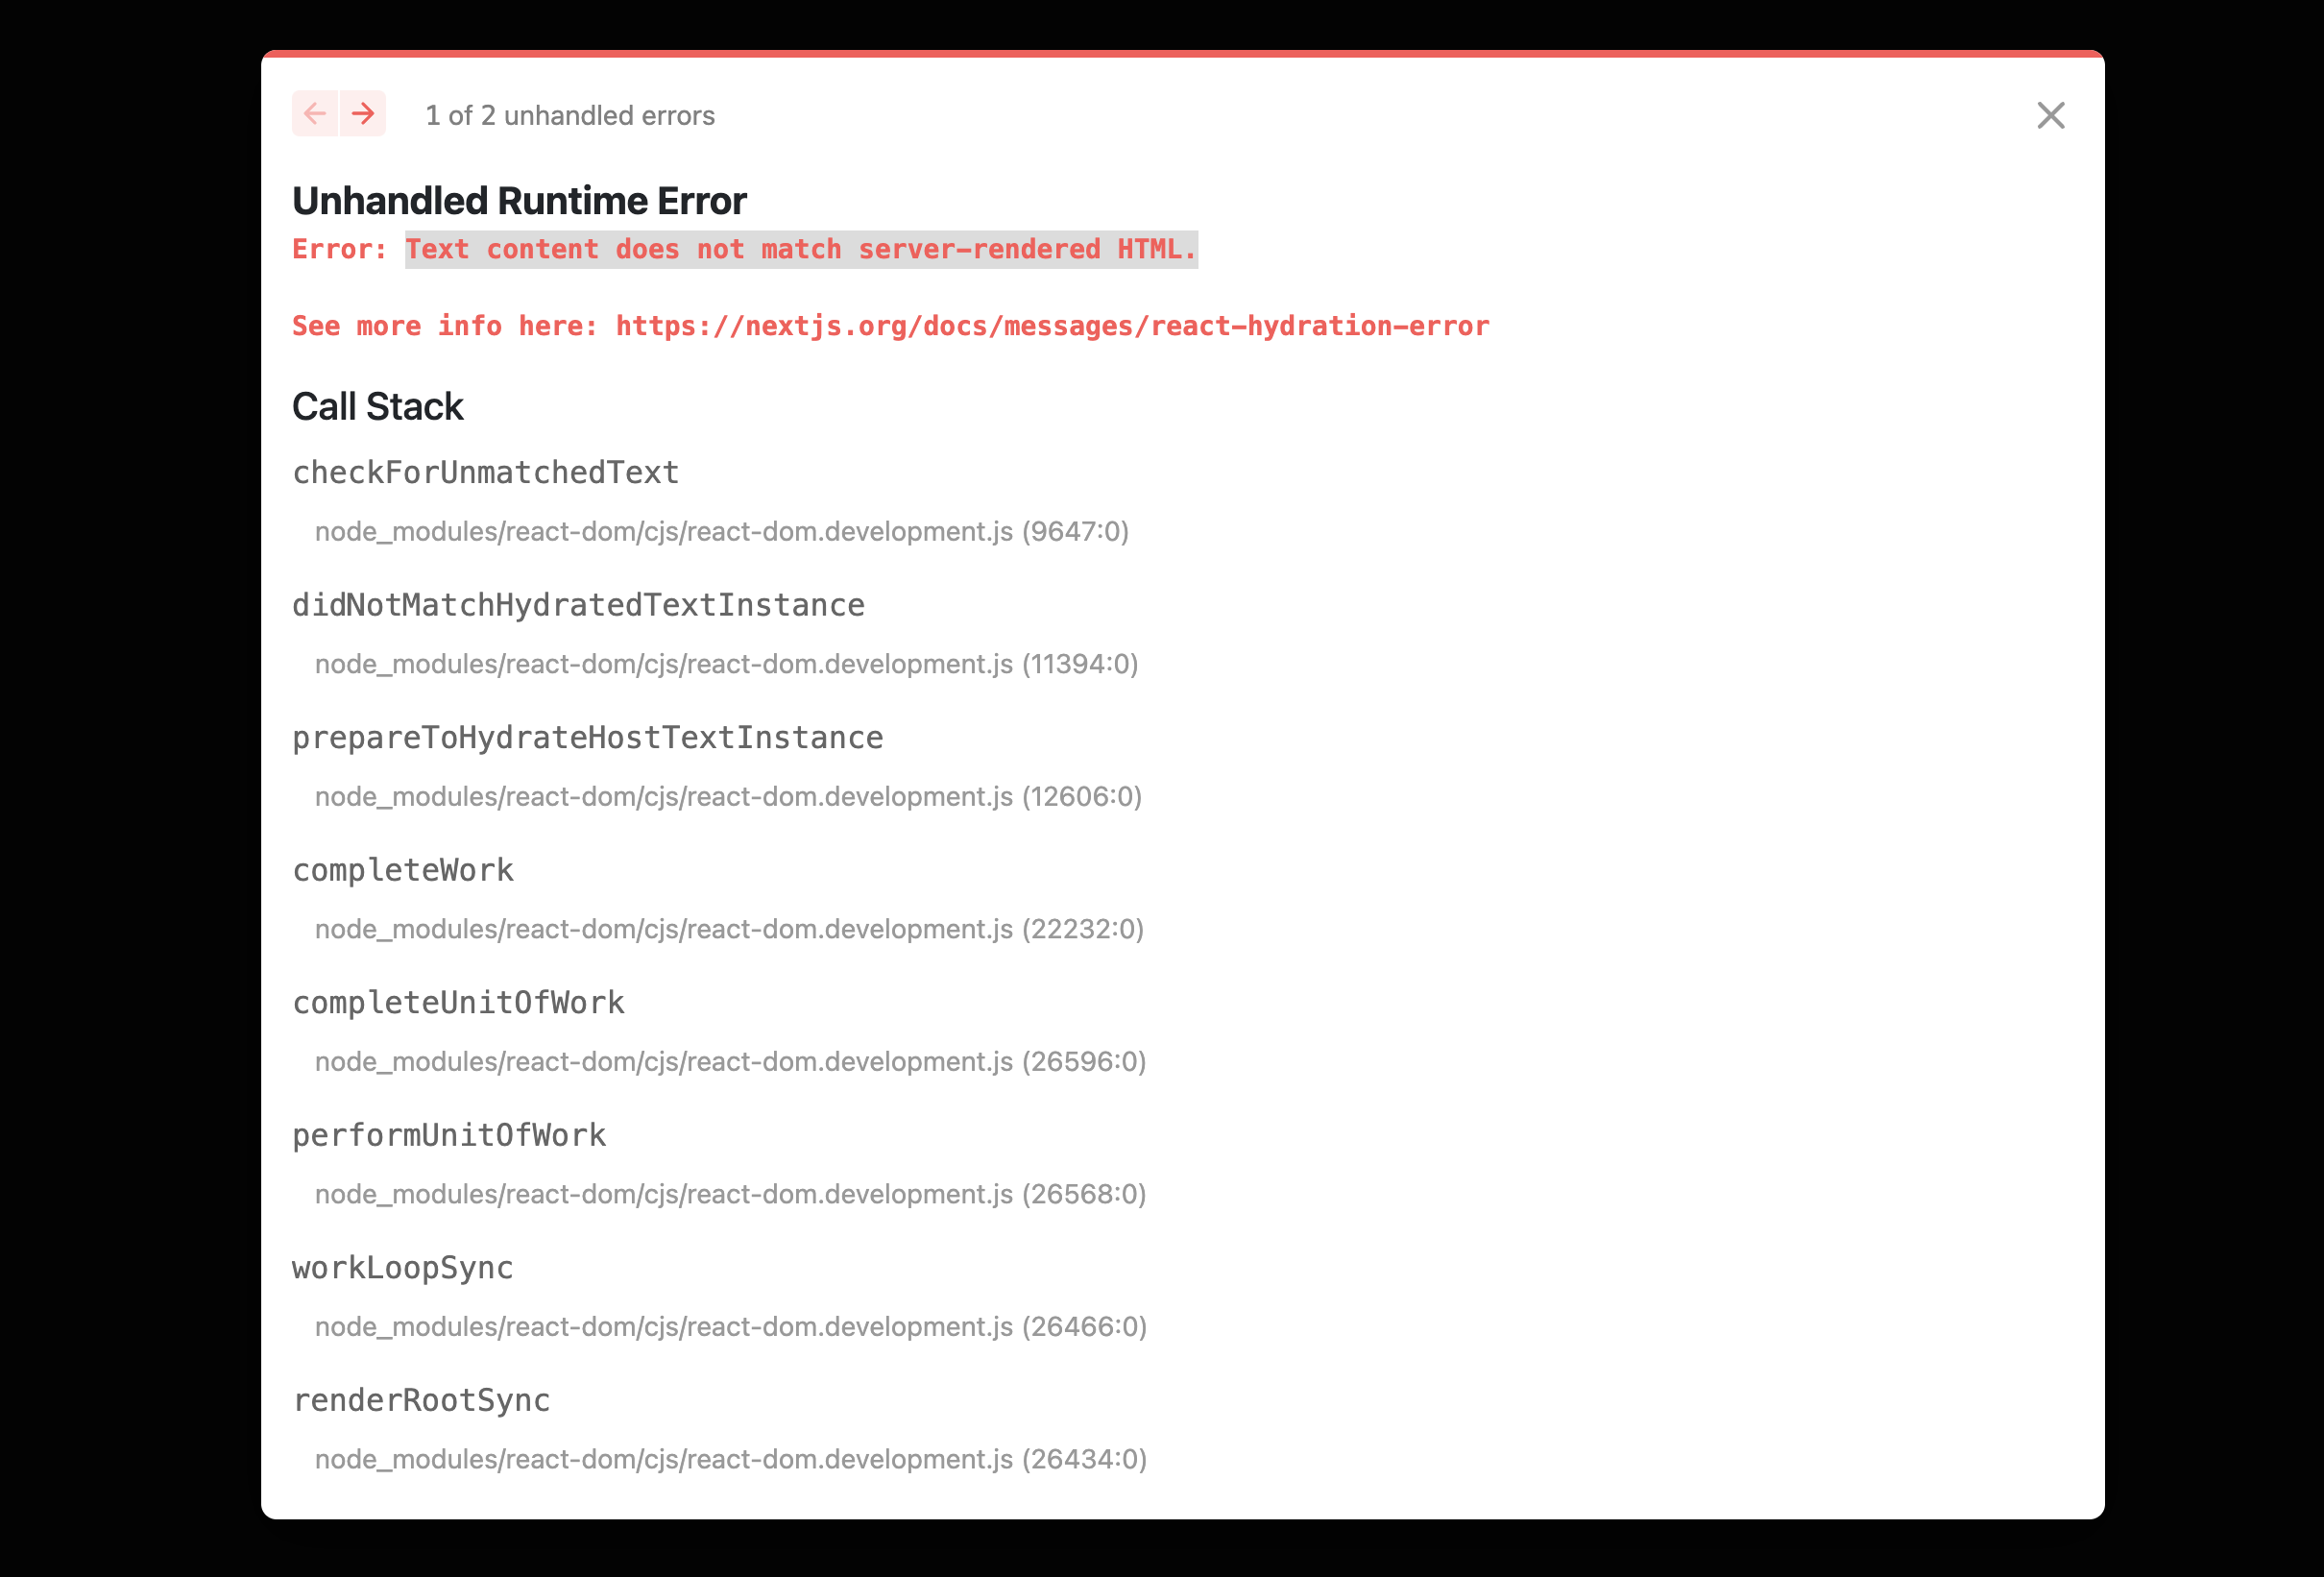 1 of 2 unhandled errors
Unhandled Runtime Error
Error: Text content does not match server-rendered HTML.
See more info here: https://nextjs.org/docs/messages/react-hydration-error
Call Stack
checkForUnmatchedText
node_modules/react-dom/cjs/react-dom.development.js (9647:0)
didNotMatchHydratedTextInstance
node_modules/react-dom/cjs/react-dom.development.js (11394:0)
prepareToHydrateHostTextInstance
node_modules/react-dom/cjs/react-dom.development.js (12606:0)
completeWork
node_modules/react-dom/cjs/react-dom.development.js (22232:0)
completeUnitOfWork
node_modules/react-dom/cjs/react-dom.development.js (26596:0)
performUnitOfWork
node_modules/react-dom/cjs/react-dom.development.js (26568:0)
workLoopSync
node_modules/react-dom/cjs/react-dom.development.js (26466:0)
renderRootSync
node_modules/react-dom/cjs/react-dom.development.js (26434:0)